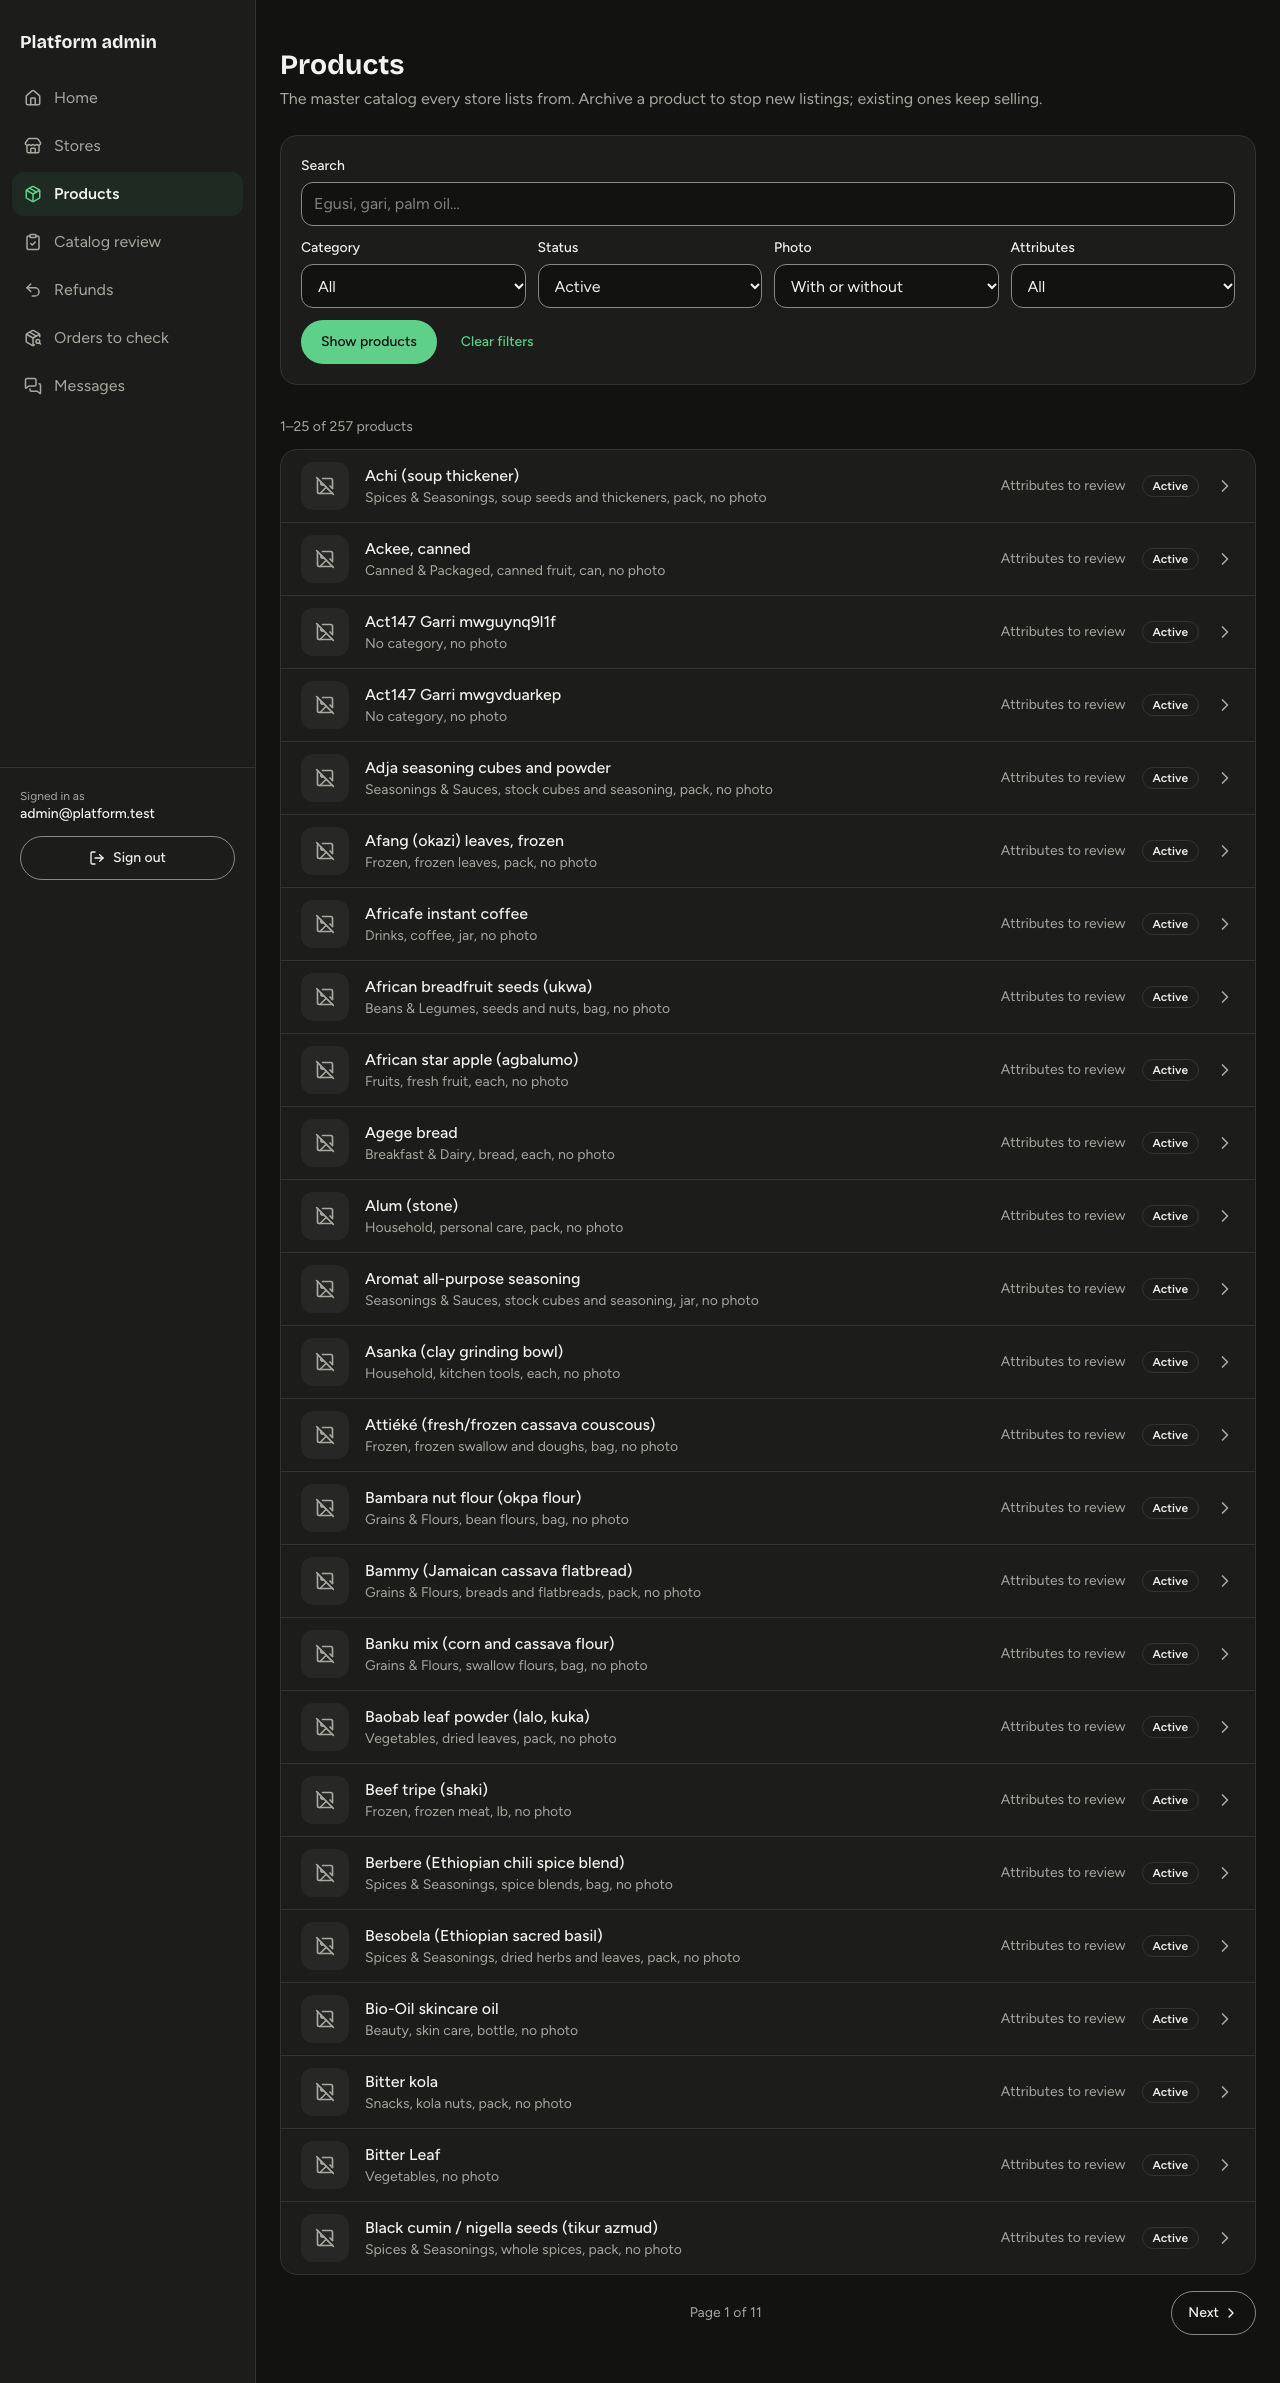 Platform admin
Home
Stores
Products
Catalog review
Refunds
Orders to check
Messages
Signed in as
admin@platform.test
Sign out
Products
The master catalog every store lists from. Archive a product to stop new listings; existing ones keep selling.
Search
Egusi, gari, palm oil...
Category
Status
Photo
Attributes
All
Active
With or without
All
Show products
Clear filters
1–25 of 257 products
Achi (soup thickener)
Spices & Seasonings, soup seeds and thickeners, pack, no photo
Attributes to review
Active
Ackee, canned
Canned & Packaged, canned fruit, can, no photo
Attributes to review
Active
Act147 Garri mwguynq9l1f
No category, no photo
Attributes to review
Active
Act147 Garri mwgvduarkep
No category, no photo
Attributes to review
Active
Adja seasoning cubes and powder
Seasonings & Sauces, stock cubes and seasoning, pack, no photo
Attributes to review
Active
Afang (okazi) leaves, frozen
Frozen, frozen leaves, pack, no photo
Attributes to review
Active
Africafe instant coffee
Drinks, coffee, jar, no photo
Attributes to review
Active
African breadfruit seeds (ukwa)
Beans & Legumes, seeds and nuts, bag, no photo
Attributes to review
Active
African star apple (agbalumo)
Fruits, fresh fruit, each, no photo
Attributes to review
Active
Agege bread
Breakfast & Dairy, bread, each, no photo
Attributes to review
Active
Alum (stone)
Household, personal care, pack, no photo
Attributes to review
Active
Aromat all-purpose seasoning
Seasonings & Sauces, stock cubes and seasoning, jar, no photo
Attributes to review
Active
Asanka (clay grinding bowl)
Household, kitchen tools, each, no photo
Attributes to review
Active
Attiéké (fresh/frozen cassava couscous)
Frozen, frozen swallow and doughs, bag, no photo
Attributes to review
Active
Bambara nut flour (okpa flour)
Grains & Flours, bean flours, bag, no photo
Attributes to review
Active
Bammy (Jamaican cassava flatbread)
Grains & Flours, breads and flatbreads, pack, no photo
Attributes to review
Active
Banku mix (corn and cassava flour)
Grains & Flours, swallow flours, bag, no photo
Attributes to review
Active
Baobab leaf powder (lalo, kuka)
Vegetables, dried leaves, pack, no photo
Attributes to review
Active
Beef tripe (shaki)
Frozen, frozen meat, lb, no photo
Attributes to review
Active
Berbere (Ethiopian chili spice blend)
Spices & Seasonings, spice blends, bag, no photo
Attributes to review
Active
Besobela (Ethiopian sacred basil)
Spices & Seasonings, dried herbs and leaves, pack, no photo
Attributes to review
Active
Bio-Oil skincare oil
Beauty, skin care, bottle, no photo
Attributes to review
Active
Bitter kola
Snacks, kola nuts, pack, no photo
Attributes to review
Active
Bitter Leaf
Vegetables, no photo
Attributes to review
Active
Black cumin / nigella seeds (tikur azmud)
Spices & Seasonings, whole spices, pack, no photo
Attributes to review
Active
Page 1 of 11
Next